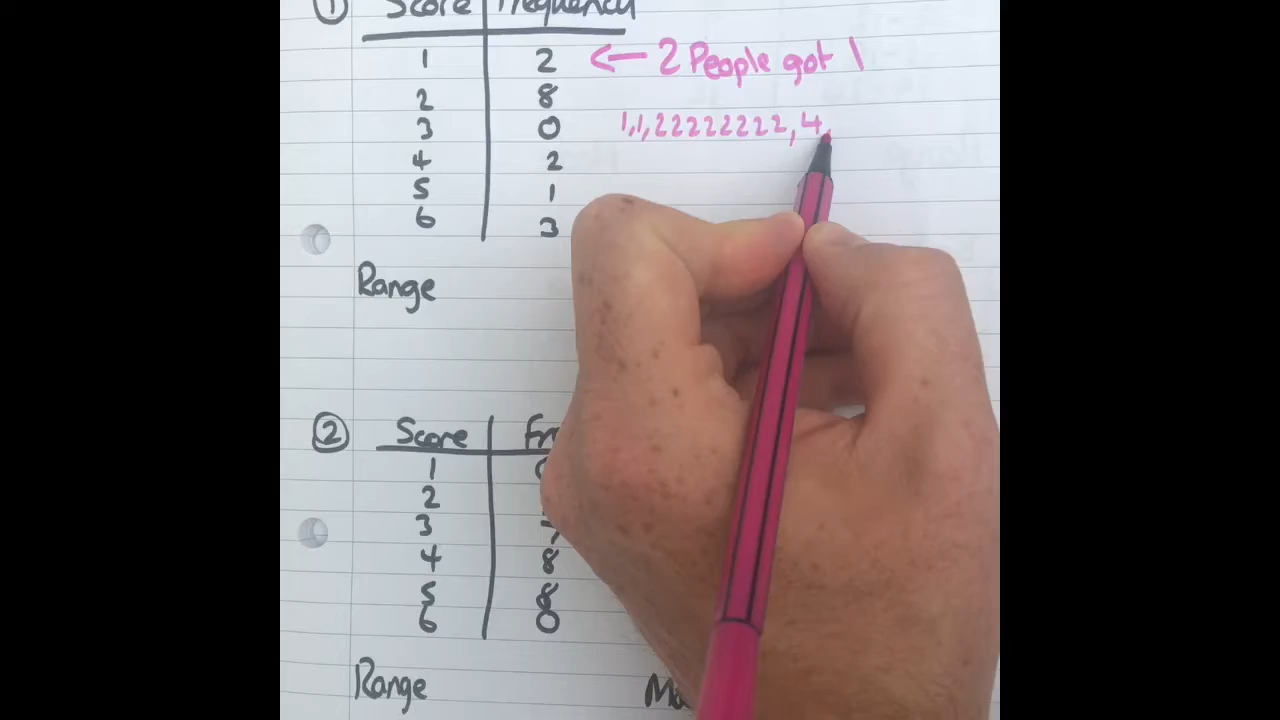 ① Score Frequency
1 2 ← 2 People got 1
2 8
3 0 1,1,22222222,4,
4 2
5 1
6 3
Range
② Score
1
2
3
4 8
5 8
6 0
Range